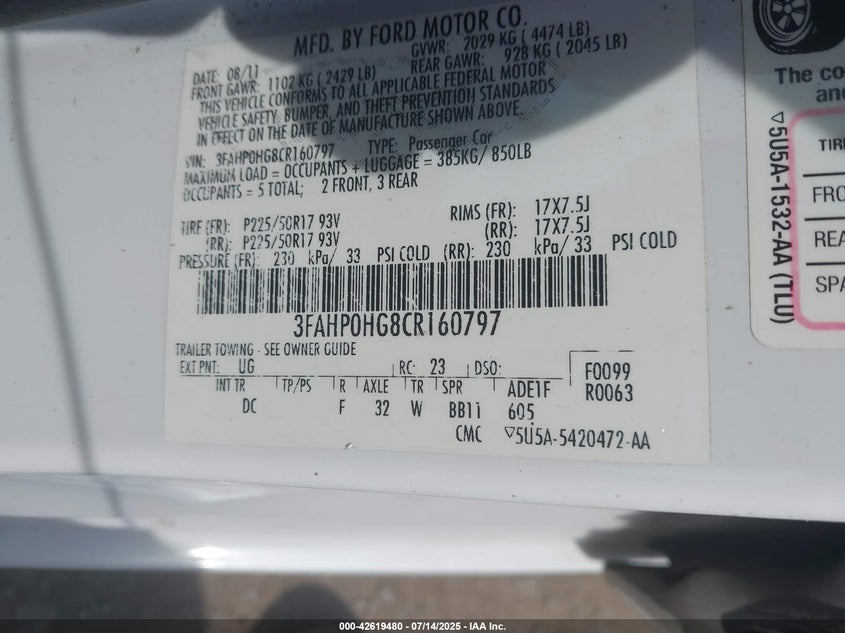 MFD. BY FORD MOTOR CO.
DATE: 08/11 GVWR: 2029 KG ( 4474 LB)
FRONT GAWR: 1102 KG ( 2429 LB) REAR GAWR: 928 KG ( 2045 LB)
THIS VEHICLE CONFORMS TO ALL APPLICABLE FEDERAL MOTOR
VEHICLE SAFETY, BUMPER, AND THEFT PREVENTION STANDARDS
IN EFFECT ON THE DATE OF MANUFACTURE SHOWN ABOVE.
VIN: 3FAHP0HG8CR160797 TYPE: Passenger Car
MAXIMUM LOAD = OCCUPANTS + LUGGAGE = 385KG/ 850LB
OCCUPANTS = 5 TOTAL; 2 FRONT, 3 REAR
TIRE (FR): P225/50R17 93V RIMS (FR): 17X7.5J
(RR): P225/50R17 93V (RR): 17X7.5J
PRESSURE (FR): 230 kPa/ 33 PSI COLD (RR): 230 kPa/ 33 PSI COLD
3FAHP0HG8CR160797
TRAILER TOWING - SEE OWNER GUIDE
EXT PNT: UG RC: 23 DSO: F0099
INT TR TP/PS R AXLE TR SPR ADE1F R0063
DC F 32 W BB11 605
CMC ▽5U5A-5420472-AA
The co
and
▽5U5A-1532-AA (TLU)
TIR
FRO
REA
SPA
000-42619480 - 07/14/2025 - IAA Inc.